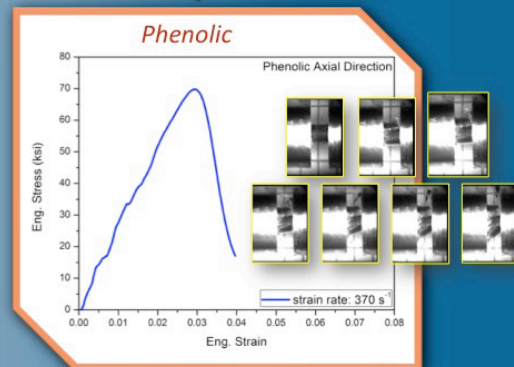 Phenolic
Phenolic Axial Direction
80
70
60
50
40
30
20
10
0
Eng. Stress (ksi)
0.00 0.01 0.02 0.03 0.04 0.05 0.06 0.07 0.08
Eng. Strain
strain rate: 370 s⁻¹